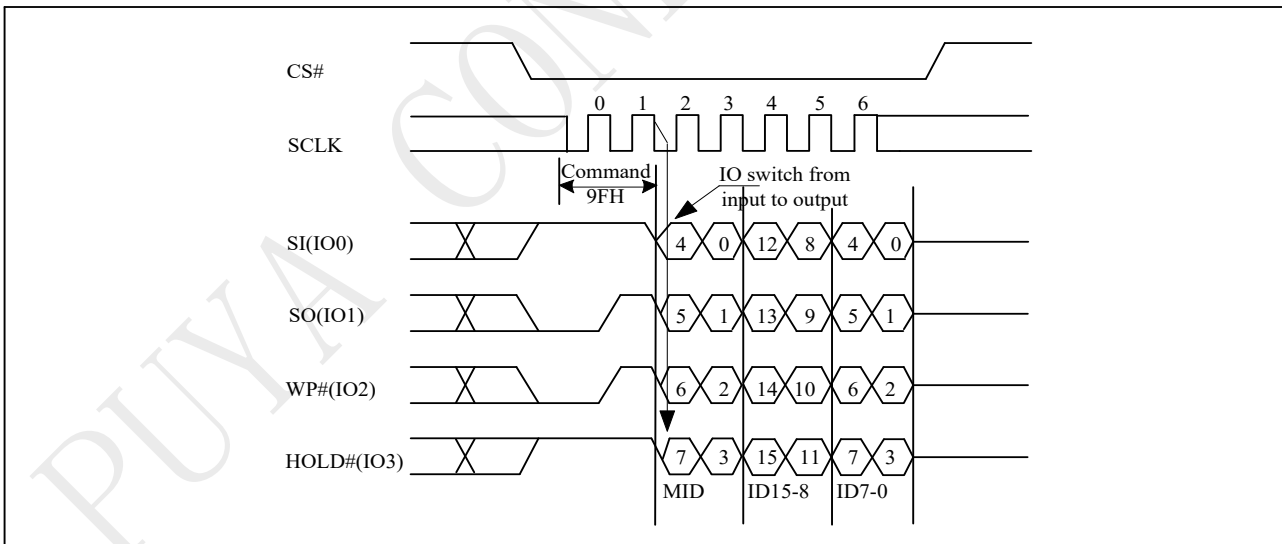 PUYA CON
CS#
0 1 2 3 4 5 6
SCLK
Command
9FH
IO switch from
input to output
SI(IO0)
4 0 12 8 4 0
SO(IO1)
5 1 13 9 5 1
WP#(IO2)
6 2 14 10 6 2
HOLD#(IO3)
7 3 15 11 7 3
MID ID15-8 ID7-0